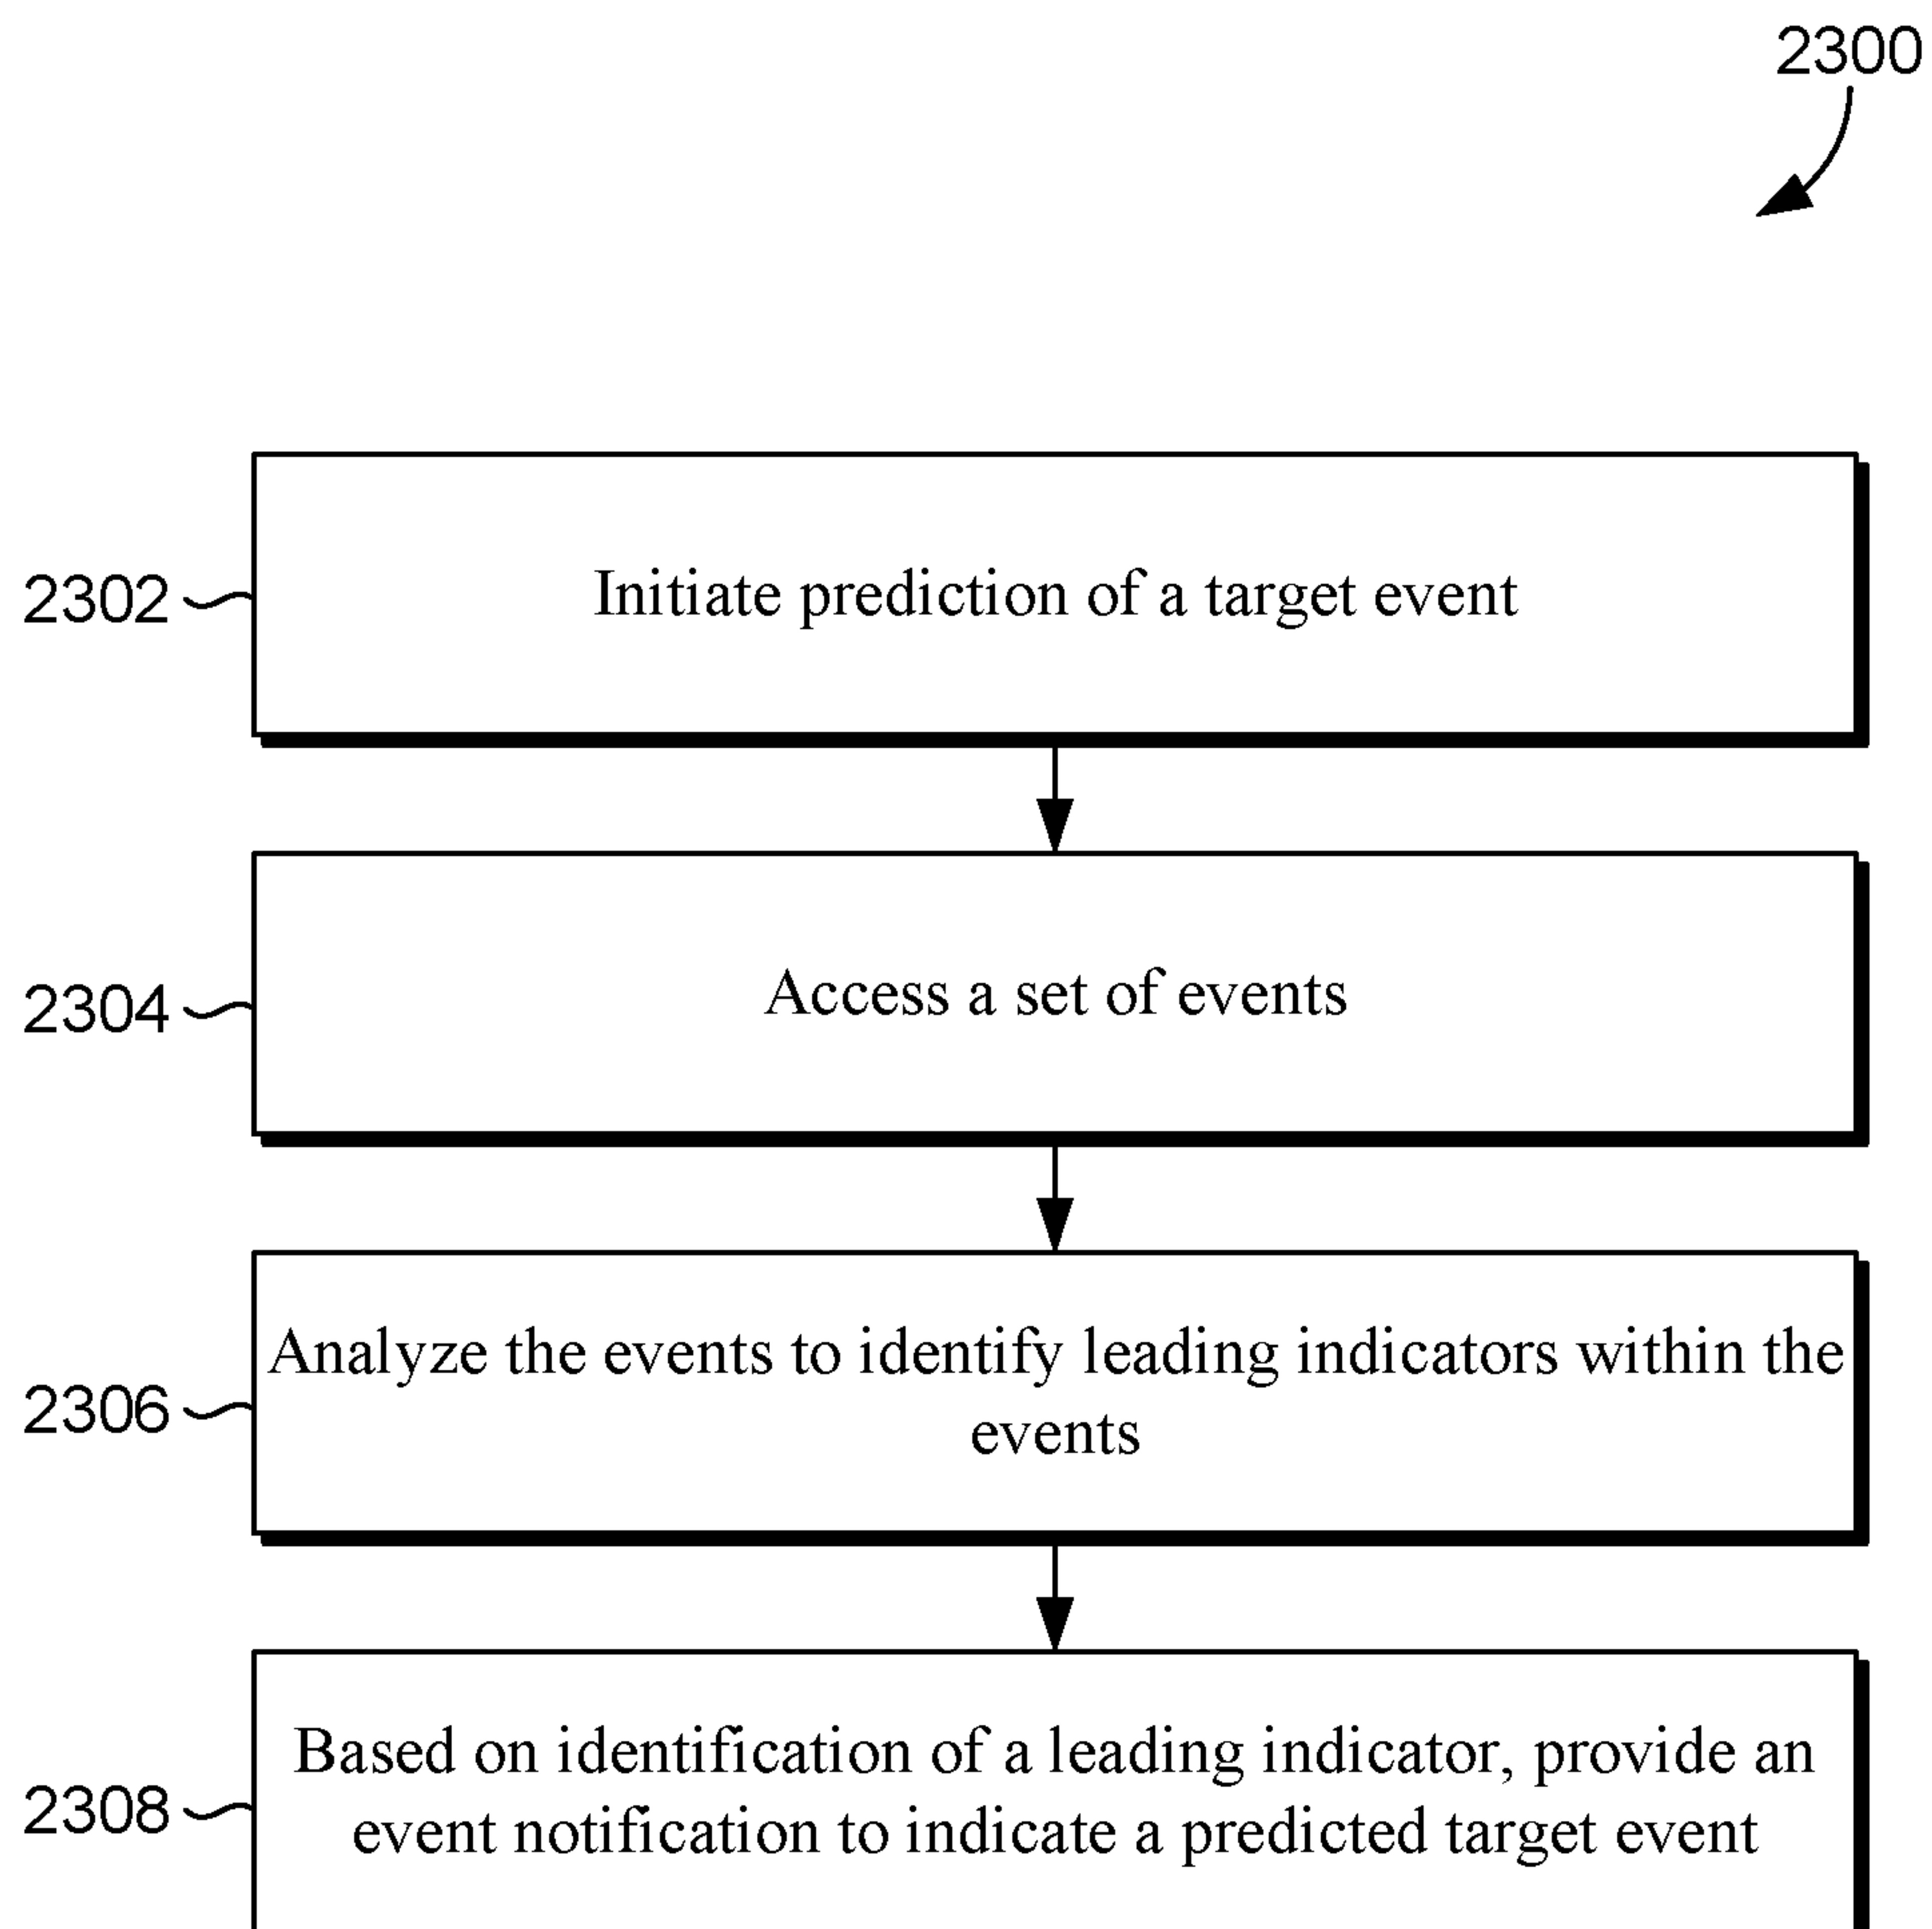 2300
2302
Initiate prediction of a target event
2304
Access a set of events
2306
Analyze the events to identify leading indicators within the
events
2308
Based on identification of a leading indicator, provide an
event notification to indicate a predicted target event